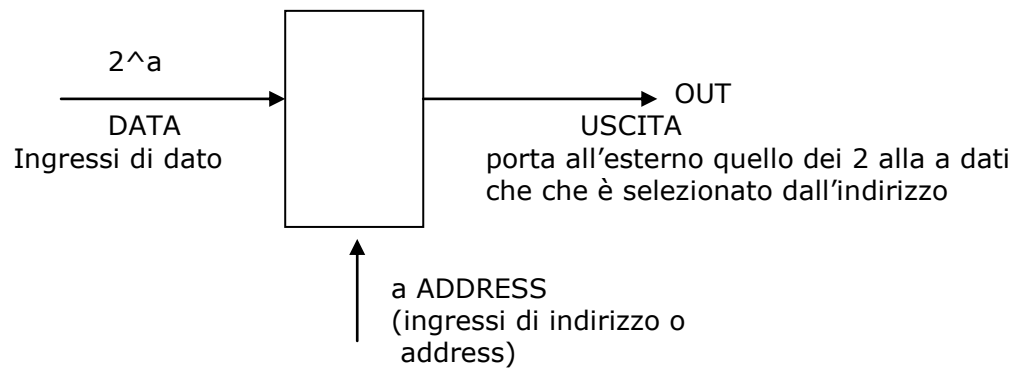 2^a
DATA
Ingressi di dato
OUT
USCITA
porta all’esterno quello dei 2 alla a dati
che che è selezionato dall’indirizzo
a ADDRESS
(ingressi di indirizzo o
address)